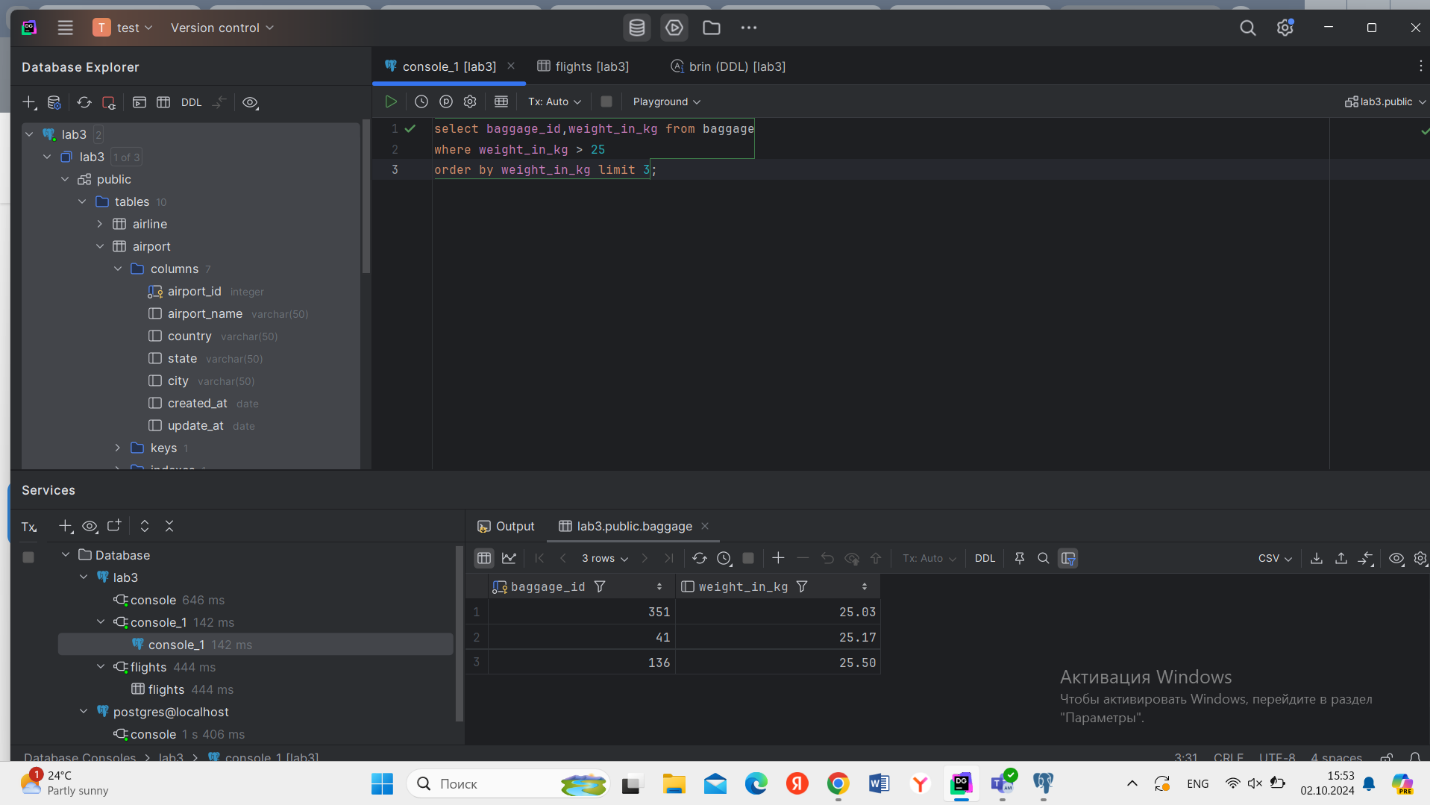 T test Version control
Database Explorer
console_1 [lab3] flights [lab3] brin (DDL) [lab3]
DDL
Tx: Auto Playground lab3.public
1 select baggage_id,weight_in_kg from baggage
2 where weight_in_kg > 25
3 order by weight_in_kg limit 3;
lab3 2
lab3 1 of 3
public
tables 10
airline
airport
columns 7
airport_id integer
airport_name varchar(50)
country varchar(50)
state varchar(50)
city varchar(50)
created_at date
update_at date
keys 1
indexes 1
Services
Tx
Output lab3.public.baggage
3 rows Tx: Auto DDL CSV
Database
lab3
console 646 ms
console_1 142 ms
console_1 142 ms
flights 444 ms
flights 444 ms
postgres@localhost
console 1 s 406 ms
baggage_id weight_in_kg
1 351 25.03
2 41 25.17
3 136 25.50
Активация Windows
Чтобы активировать Windows, перейдите в раздел
"Параметры".
Database Consoles > lab3 > console_1 [lab3] 3:31 CRLF UTF-8 4 spaces
1 24°C
Partly sunny
Поиск
ENG
15:53
02.10.2024
PRE